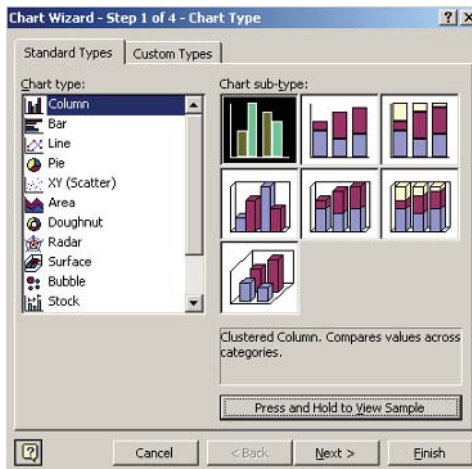 Chart Wizard - Step 1 of 4 - Chart Type
Standard Types
Custom Types
Chart type:
Column
Bar
Line
Pie
XY (Scatter)
Area
Doughnut
Radar
Surface
Bubble
Stock
Chart sub-type:
Clustered Column. Compares values across
categories.
Press and Hold to View Sample
Cancel
< Back
Next >
Finish